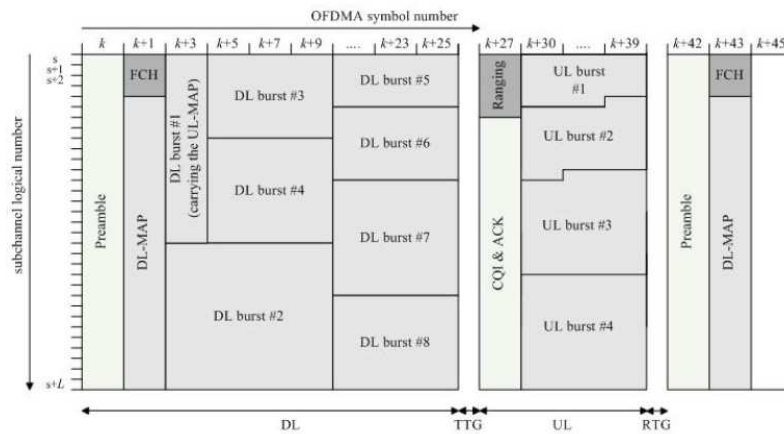 OFDMA symbol number
k k+1 k+3 k+5 k+7 k+9 .... k+23 k+25 k+27 k+30 .... k+39 k+42 k+43 k+45
subchannel logical number
s
s+1
s+2
s+L
Preamble
FCH
DL-MAP
DL burst #1
(carrying the UL-MAP)
DL burst #3
DL burst #4
DL burst #2
DL burst #5
DL burst #6
DL burst #7
DL burst #8
Ranging
CQI & ACK
UL burst
#1
UL burst #2
UL burst #3
UL burst #4
Preamble
FCH
DL-MAP
DL TTG UL RTG